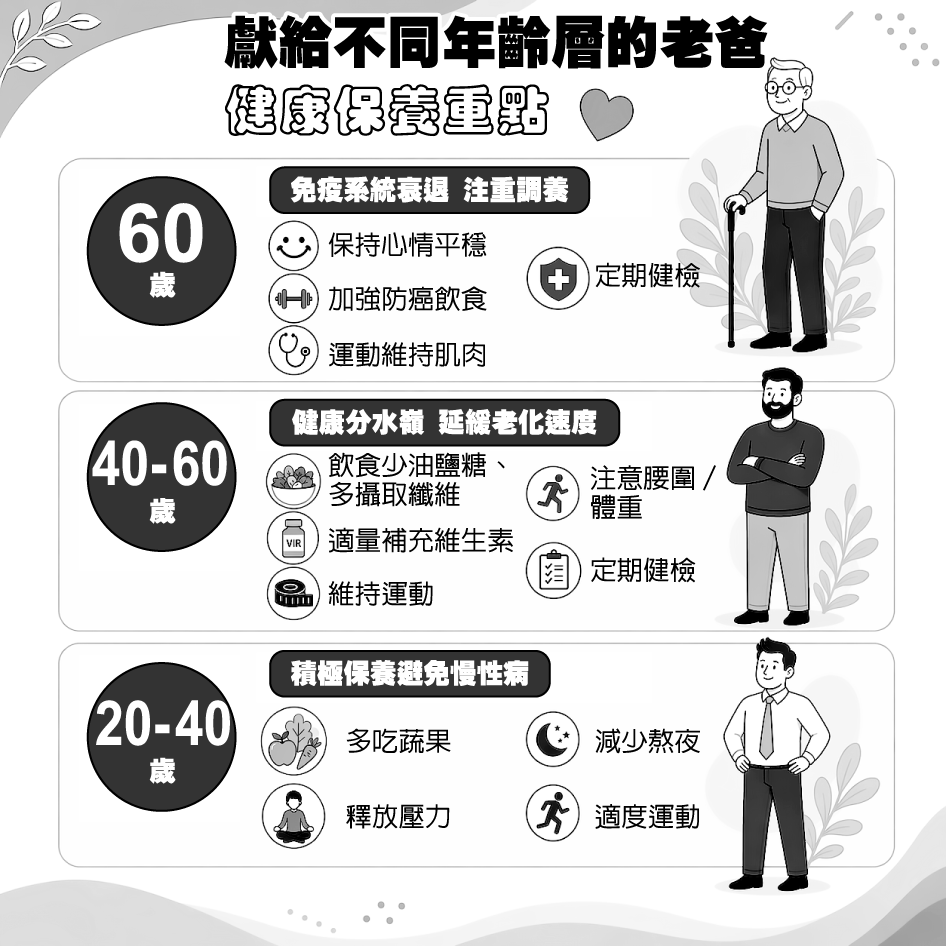 獻給不同年齡層的老爸
健康保養重點
60
歲
免疫系統衰退 注重調養
保持心情平穩
加強防癌飲食
運動維持肌肉
定期健檢
40-60
歲
健康分水嶺 延緩老化速度
飲食少油鹽糖、
多攝取纖維
VIR
適量補充維生素
維持運動
注意腰圍/
體重
定期健檢
20-40
歲
積極保養避免慢性病
多吃蔬果
釋放壓力
減少熬夜
適度運動